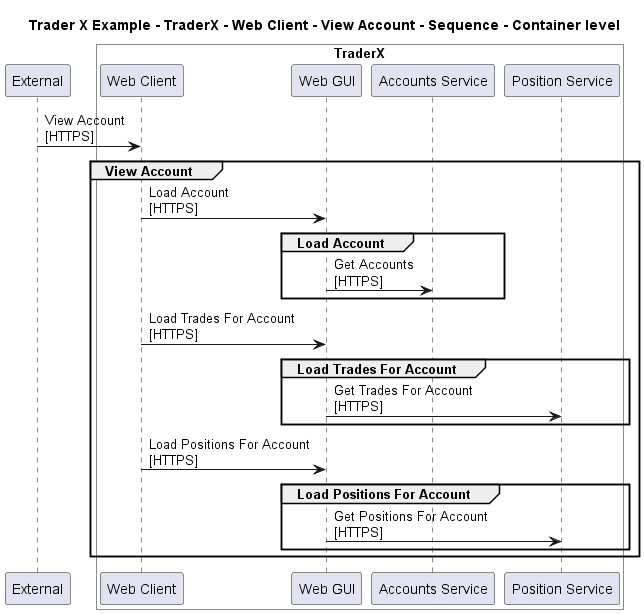 Trader X Example - TraderX - Web Client - View Account - Sequence - Container level
TraderX
External
Web Client
Web GUI
Accounts Service
Position Service
View Account
[HTTPS]
View Account
Load Account
[HTTPS]
Load Account
Get Accounts
[HTTPS]
Load Trades For Account
[HTTPS]
Load Trades For Account
Get Trades For Account
[HTTPS]
Load Positions For Account
[HTTPS]
Load Positions For Account
Get Positions For Account
[HTTPS]
External
Web Client
Web GUI
Accounts Service
Position Service